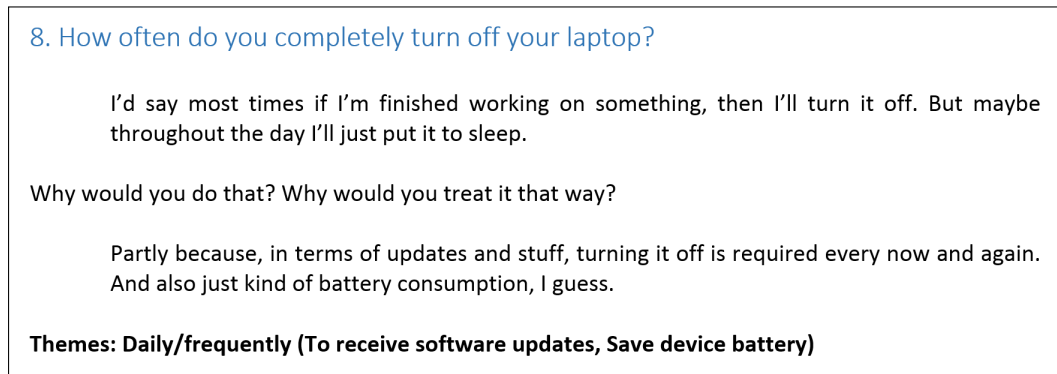 8. How often do you completely turn off your laptop?
I’d say most times if I’m finished working on something, then I’ll turn it off. But maybe
throughout the day I’ll just put it to sleep.
Why would you do that? Why would you treat it that way?
Partly because, in terms of updates and stuff, turning it off is required every now and again.
And also just kind of battery consumption, I guess.
Themes: Daily/frequently (To receive software updates, Save device battery)